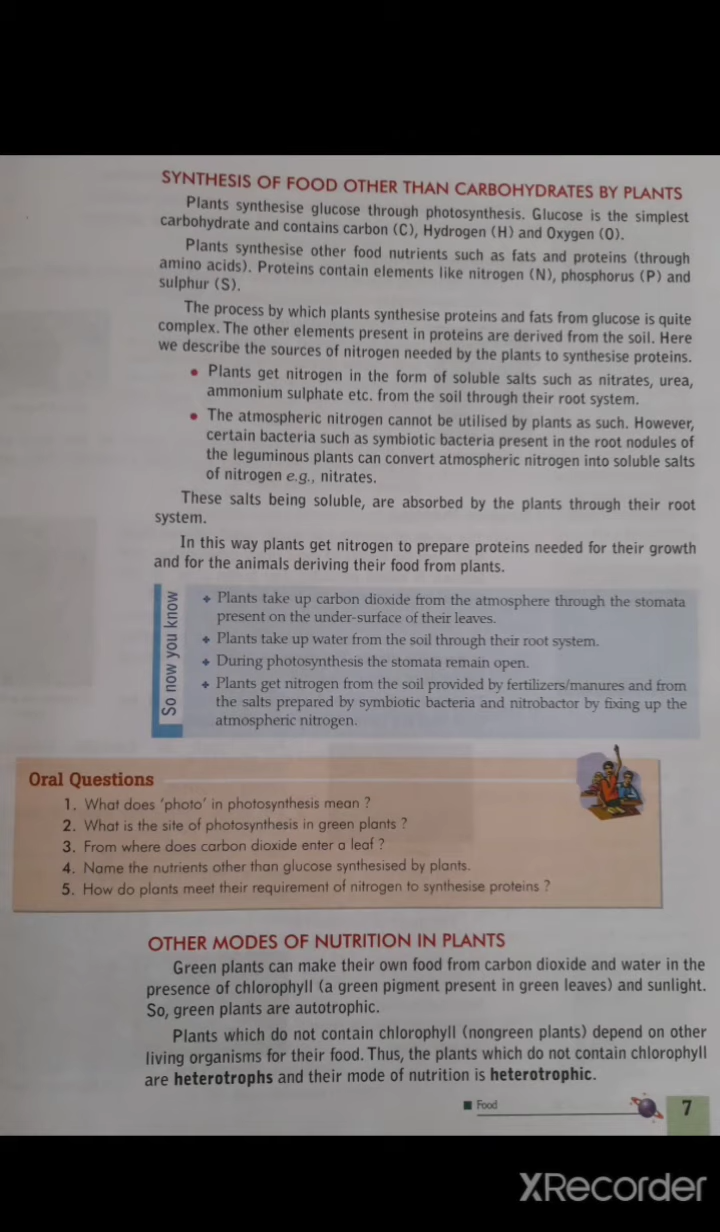 SYNTHESIS OF FOOD OTHER THAN CARBOHYDRATES BY PLANTS
Plants synthesise glucose through photosynthesis. Glucose is the simplest
carbohydrate and contains carbon (C), Hydrogen (H) and Oxygen (O).
Plants synthesise other food nutrients such as fats and proteins (through
amino acids). Proteins contain elements like nitrogen (N), phosphorus (P) and
sulphur (S).
The process by which plants synthesise proteins and fats from glucose is quite
complex. The other elements present in proteins are derived from the soil. Here
we describe the sources of nitrogen needed by the plants to synthesise proteins.
• Plants get nitrogen in the form of soluble salts such as nitrates, urea,
ammonium sulphate etc. from the soil through their root system.
• The atmospheric nitrogen cannot be utilised by plants as such. However,
certain bacteria such as symbiotic bacteria present in the root nodules of
the leguminous plants can convert atmospheric nitrogen into soluble salts
of nitrogen e.g., nitrates.
These salts being soluble, are absorbed by the plants through their root
system.
In this way plants get nitrogen to prepare proteins needed for their growth
and for the animals deriving their food from plants.
So now you know
Plants take up carbon dioxide from the atmosphere through the stomata
present on the under-surface of their leaves.
Plants take up water from the soil through their root system.
During photosynthesis the stomata remain open.
Plants get nitrogen from the soil provided by fertilizers/manures and from
the salts prepared by symbiotic bacteria and nitrobactor by fixing up the
atmospheric nitrogen.
Oral Questions
1. What does 'photo' in photosynthesis mean ?
2. What is the site of photosynthesis in green plants ?
3. From where does carbon dioxide enter a leaf ?
4. Name the nutrients other than glucose synthesised by plants.
5. How do plants meet their requirement of nitrogen to synthesise proteins ?
OTHER MODES OF NUTRITION IN PLANTS
Green plants can make their own food from carbon dioxide and water in the
presence of chlorophyll (a green pigment present in green leaves) and sunlight.
So, green plants are autotrophic.
Plants which do not contain chlorophyll (nongreen plants) depend on other
living organisms for their food. Thus, the plants which do not contain chlorophyll
are heterotrophs and their mode of nutrition is heterotrophic.
Food 7
XRecorder